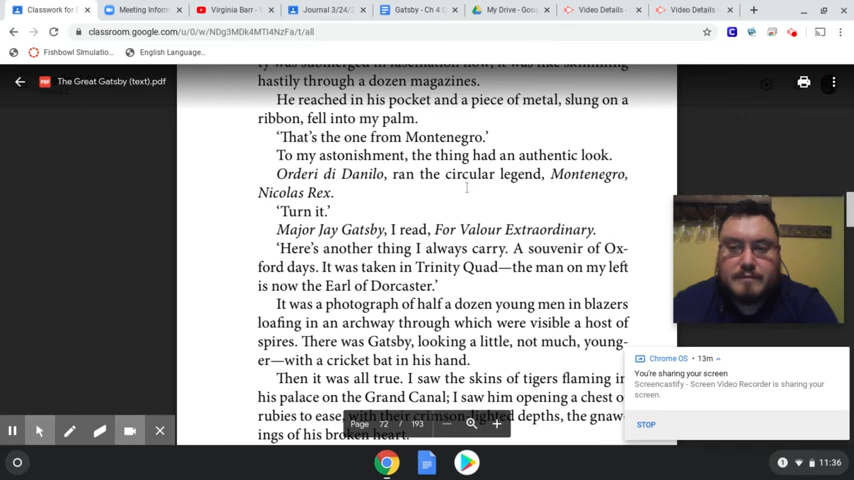 Classwork for E
Meeting Inform
Virginia Barr - V
Journal 3/24/
Gatsby - Ch 4 O
My Drive - Goo
Video Details -
Video Details -
classroom.google.com/u/0/w/NDg3MDk4MTI4NzFa/t/all
Fishbowl SImulatio...
English Language...
The Great Gatsby (text).pdf
hastily through a dozen magazines.
He reached in his pocket and a piece of metal, slung on a
ribbon, fell into my palm.
‘That’s the one from Montenegro.’
To my astonishment, the thing had an authentic look.
Orderi di Danilo, ran the circular legend, Montenegro,
Nicolas Rex.
‘Turn it.’
Major Jay Gatsby, I read, For Valour Extraordinary.
‘Here’s another thing I always carry. A souvenir of Ox-
ford days. It was taken in Trinity Quad—the man on my left
is now the Earl of Dorcaster.’
It was a photograph of half a dozen young men in blazers
loafing in an archway through which were visible a host of
spires. There was Gatsby, looking a little, not much, young-
er—with a cricket bat in his hand.
Then it was all true. I saw the skins of tigers flaming in
his palace on the Grand Canal; I saw him opening a chest of
rubies to ease, with their crimson-lighted depths, the gnaw-
ings of his broken heart.
Page 72 / 193
Chrome OS • 13m
You're sharing your screen
Screencastify - Screen Video Recorder is sharing your
screen.
STOP
1
11:36